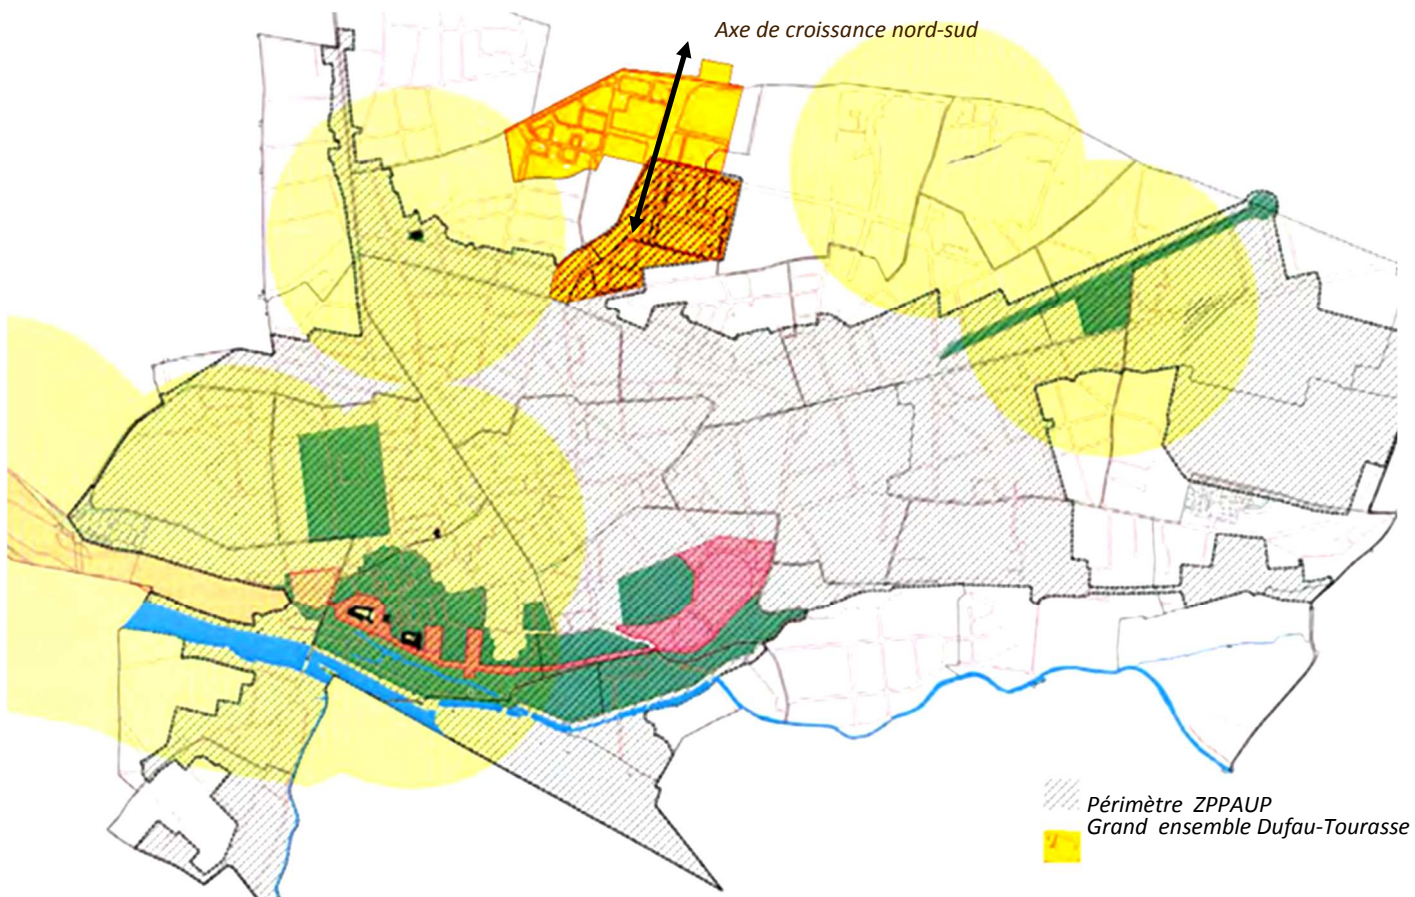 Axe de croissance nord-sud
Périmètre ZPPAUP
Grand ensemble Dufau-Tourasse